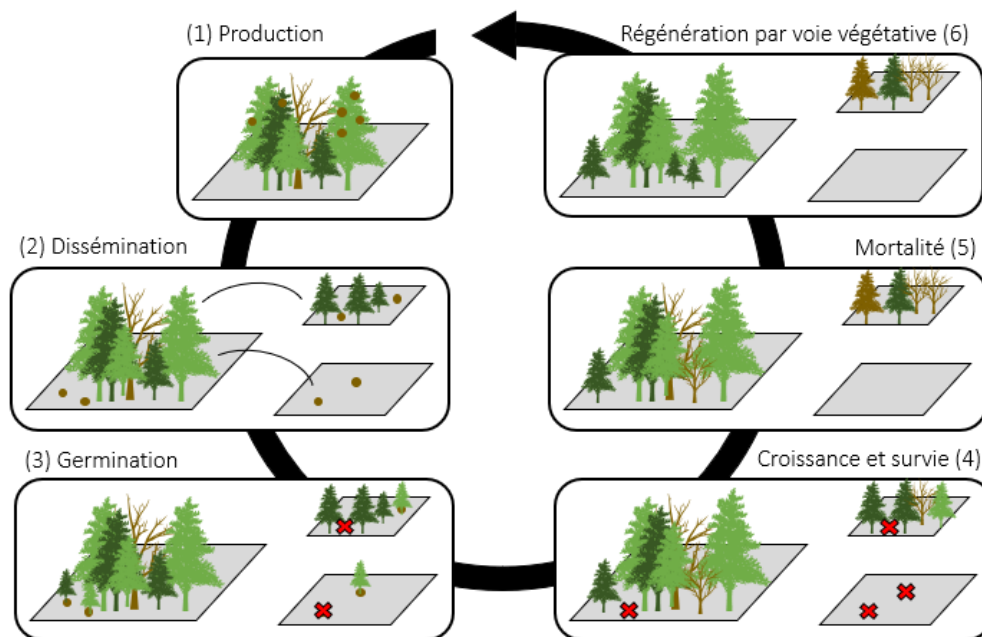 (1) Production
Régénération par voie végétative (6)
(2) Dissémination
Mortalité (5)
(3) Germination
Croissance et survie (4)